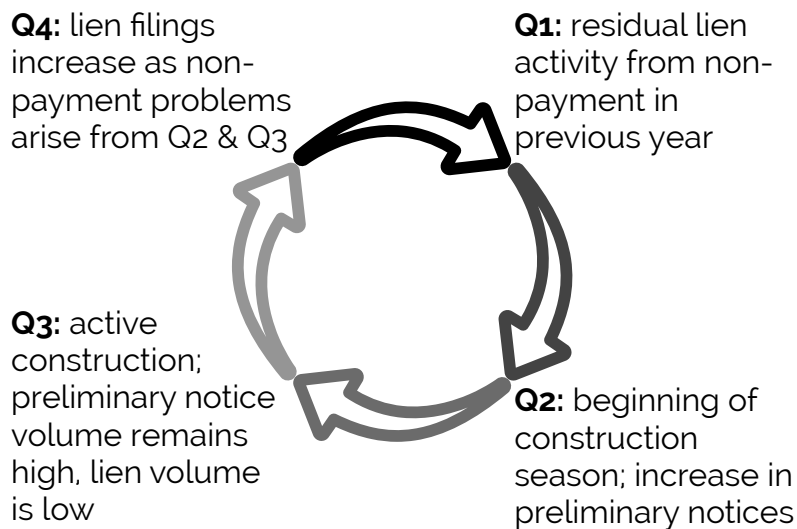 Q4: lien filings
increase as non-
payment problems
arise from Q2 & Q3
Q1: residual lien
activity from non-
payment in
previous year
Q3: active
construction;
preliminary notice
volume remains
high, lien volume
is low
Q2: beginning of
construction
season; increase in
preliminary notices